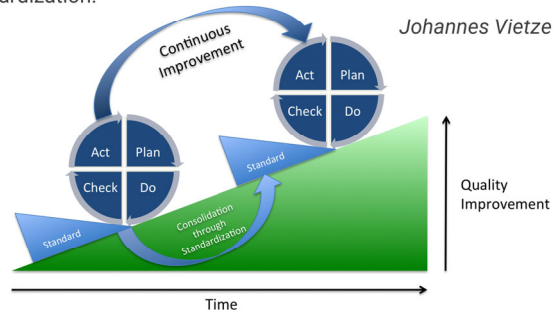 dardization.
Johannes Vietze
Continuous
Improvement
Act
Plan
Check
Do
Standard
Act
Plan
Check
Do
Standard
Consolidation
through
Standardization
Quality
Improvement
Time